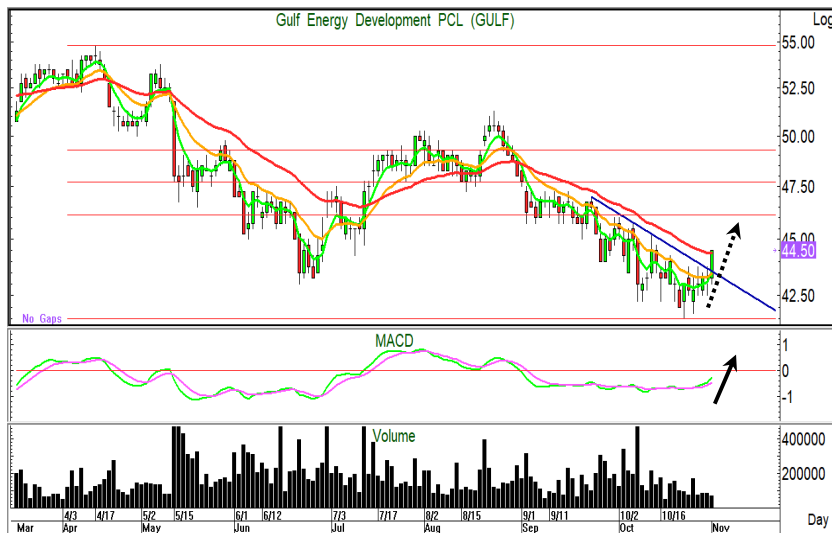 Gulf Energy Development PCL (GULF)
Log
55.00
52.50
50.00
47.50
45.00
44.50
42.50
No Gaps
MACD
1
0
-1
Volume
400000
200000
4/3 4/17 5/2 5/15 6/1 6/12 7/3 7/17 8/2 8/15 9/1 9/11 10/2 10/16
Day
Mar Apr May Jun Jul Aug Sep Oct Nov